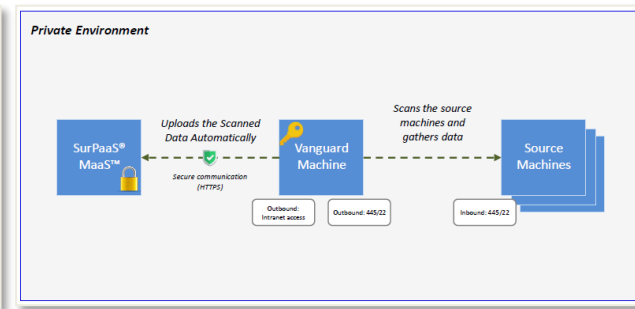 Private Environment
Scans the source
machines and
gathers data
Uploads the Scanned
Data Automatically
SurPaaS®
MaaS™
Vanguard
Machine
Source
Machines
Secure communication
(HTTPS)
Outbound:
Intranet access
Outbound: 445/22
Inbound: 445/22